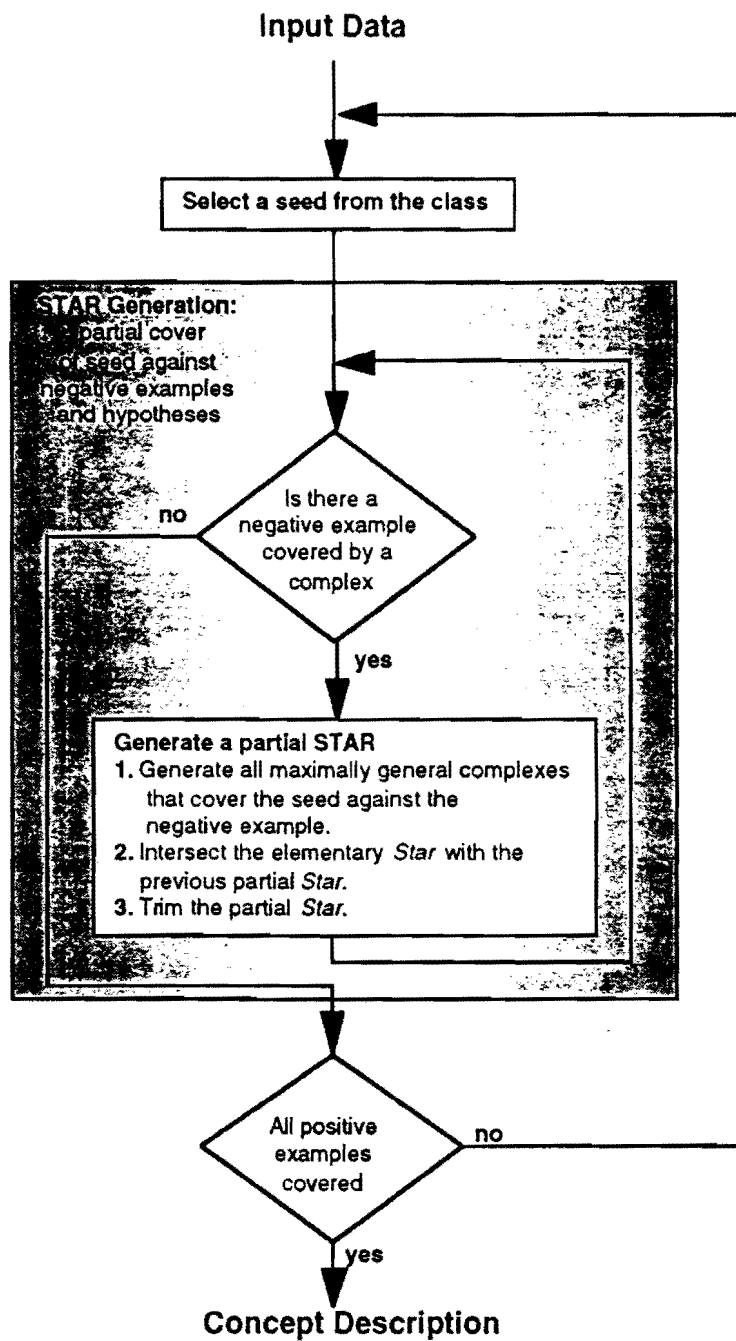 Input Data
Select a seed from the class
STAR Generation:
partial cover
of seed against
negative examples
and hypotheses
Is there a
negative example
covered by a
complex
no
yes
Generate a partial STAR
1. Generate all maximally general complexes
that cover the seed against the
negative example.
2. Intersect the elementary Star with the
previous partial Star.
3. Trim the partial Star.
All positive
examples
covered
no
yes
Concept Description